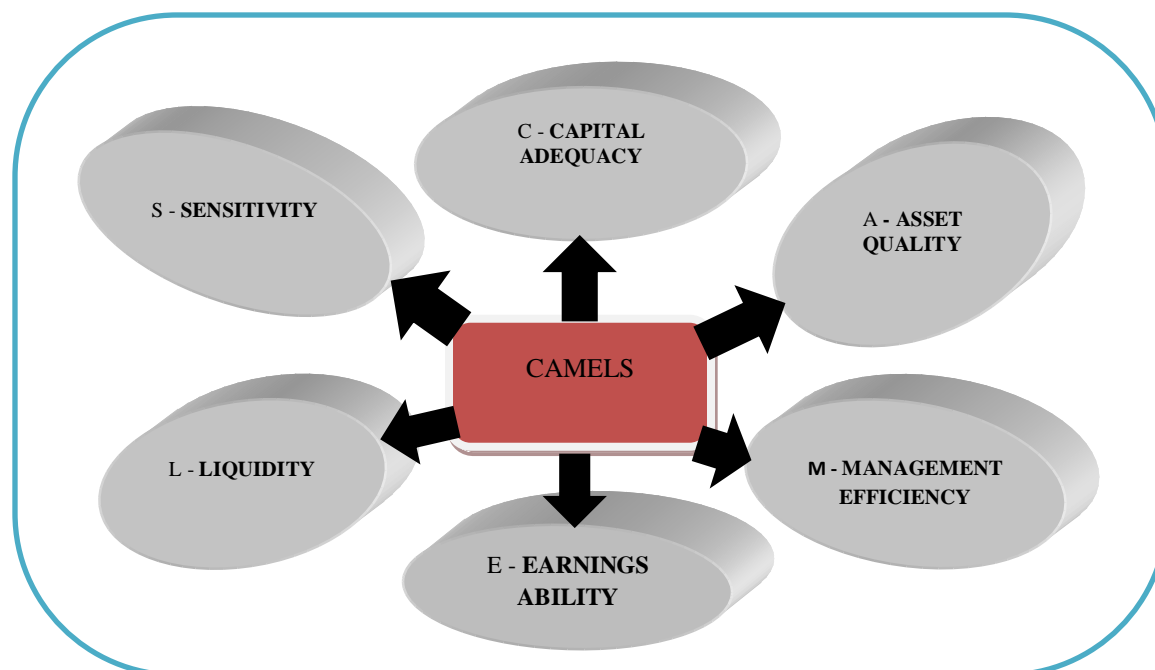 C - CAPITAL
ADEQUACY
S - SENSITIVITY
A - ASSET
QUALITY
CAMELS
L - LIQUIDITY
M - MANAGEMENT
EFFICIENCY
E - EARNINGS
ABILITY